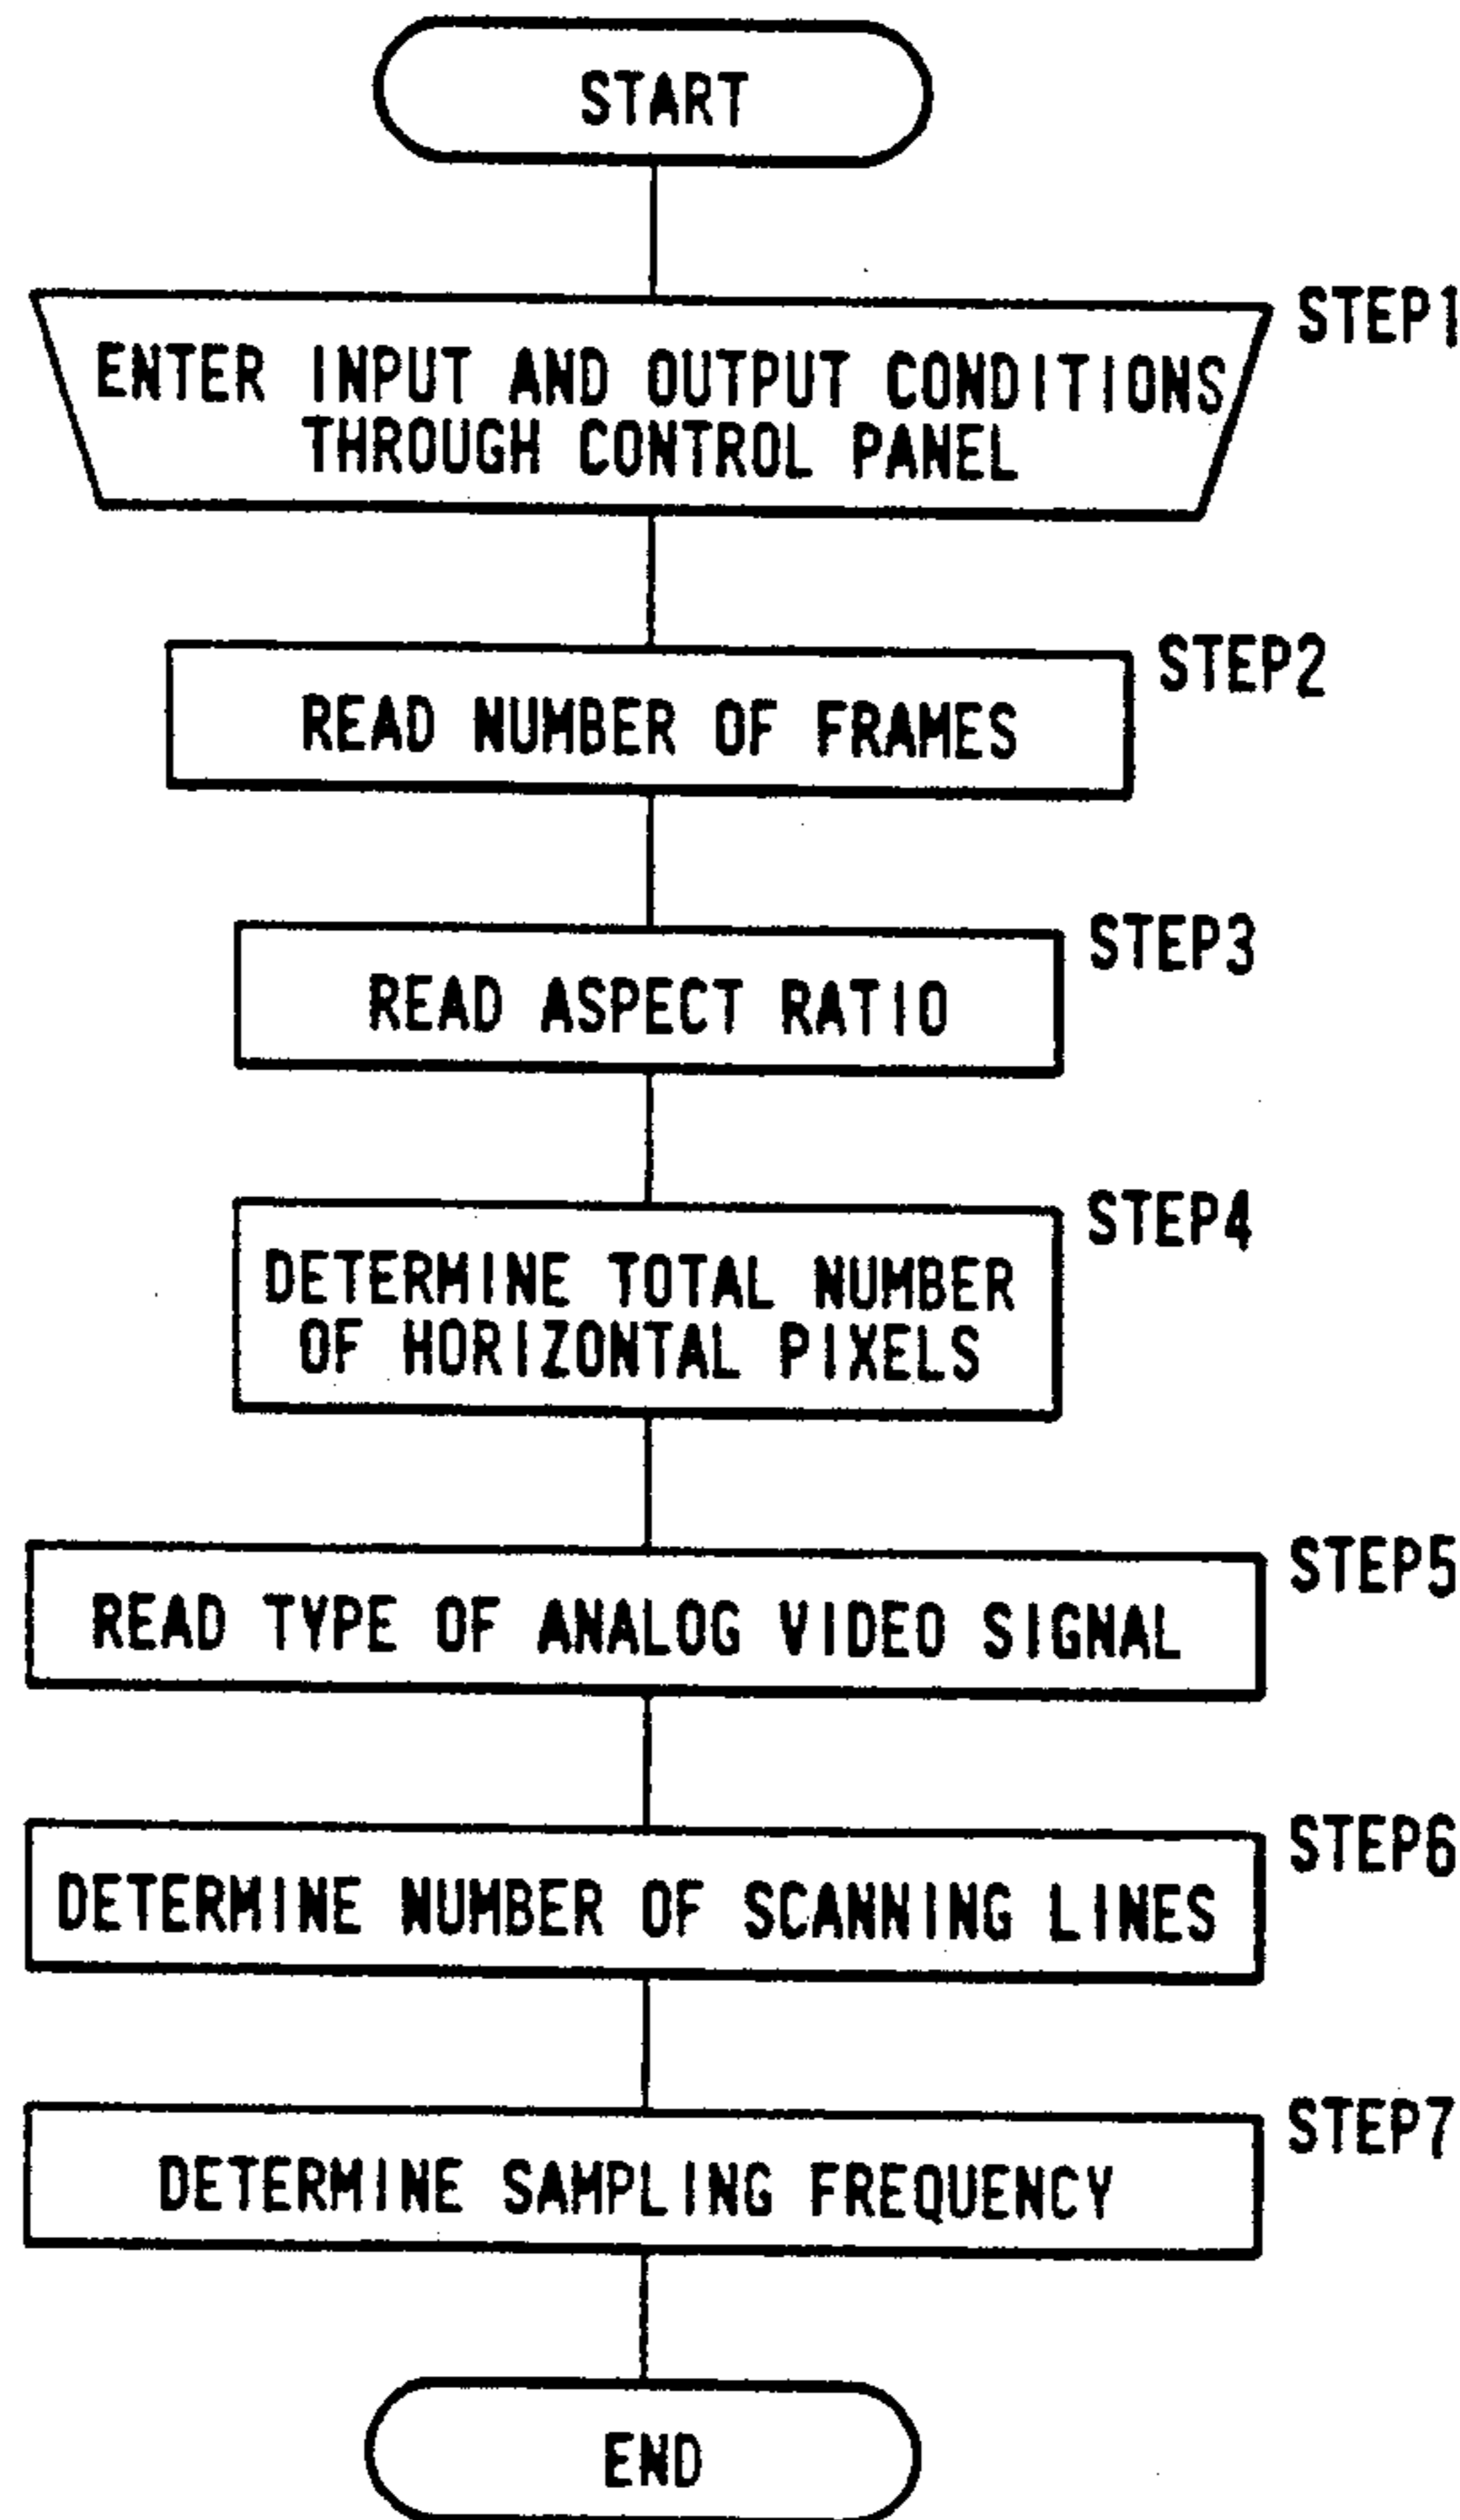 START
STEP1
ENTER INPUT AND OUTPUT CONDITIONS
THROUGH CONTROL PANEL
STEP2
READ NUMBER OF FRAMES
STEP3
READ ASPECT RATIO
STEP4
DETERMINE TOTAL NUMBER
OF HORIZONTAL PIXELS
STEP5
READ TYPE OF ANALOG VIDEO SIGNAL
STEP6
DETERMINE NUMBER OF SCANNING LINES
STEP7
DETERMINE SAMPLING FREQUENCY
END